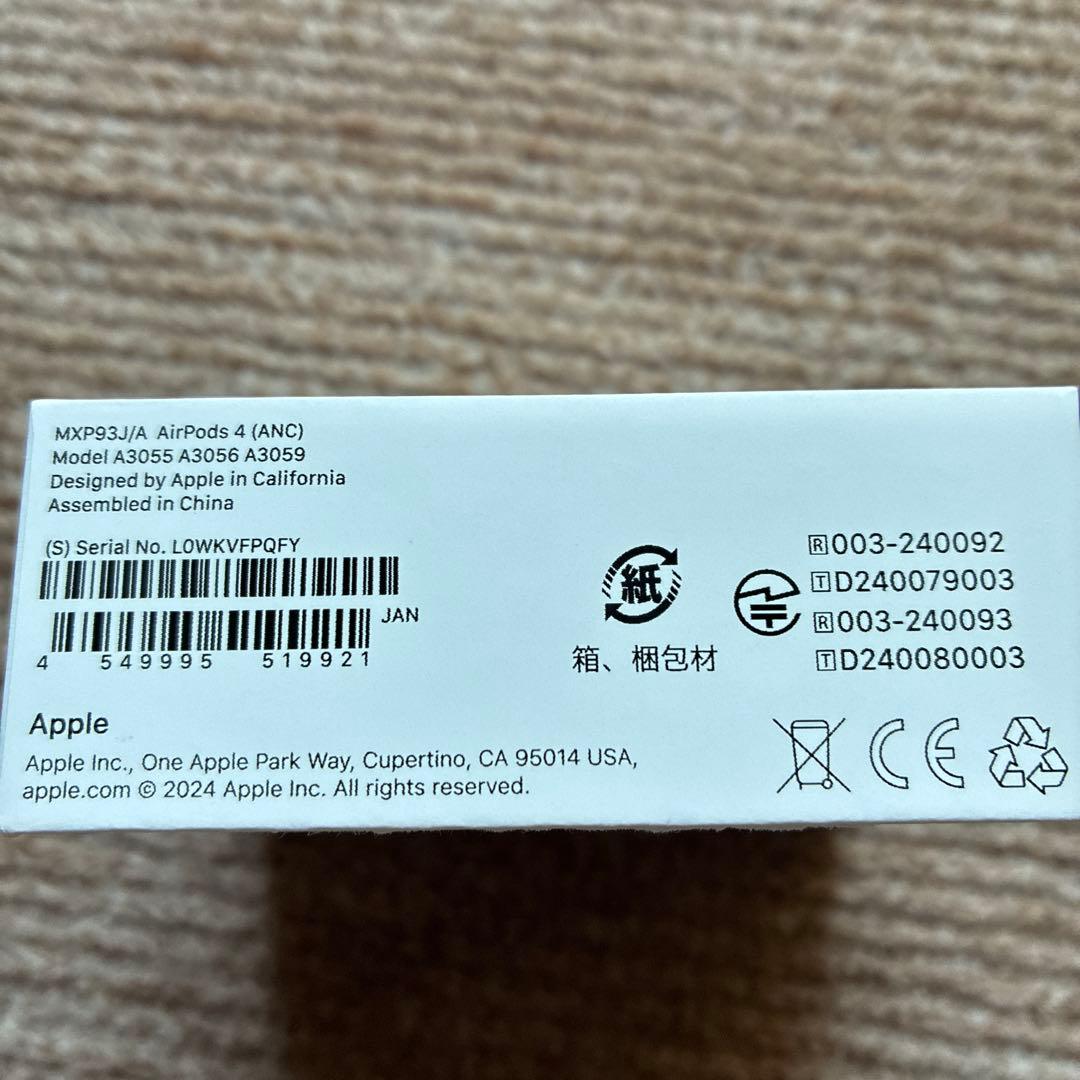 MXP93J/A AirPods 4 (ANC)
Model A3055 A3056 A3059
Designed by Apple in California
Assembled in China
(S) Serial No. L0WKVFPQFY
JAN
4 549995 519921
紙
箱、梱包材
R003-240092
TD240079003
R003-240093
TD240080003
Apple
Apple Inc., One Apple Park Way, Cupertino, CA 95014 USA,
apple.com © 2024 Apple Inc. All rights reserved.
CE